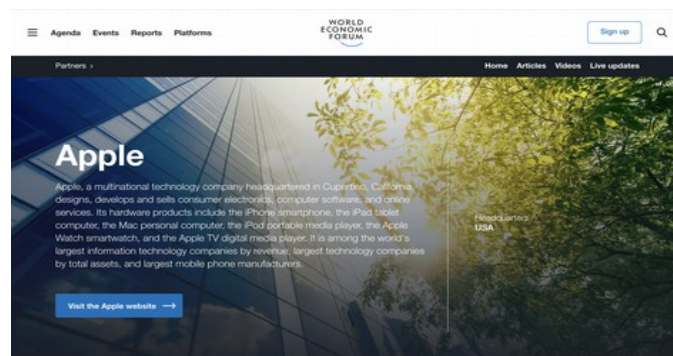 Agenda Events Reports Platforms
WORLD
ECONOMIC
FORUM
Sign up
Partners ›
Home Articles Videos Live updates
Apple
Apple, a multinational technology company headquartered in Cupertino, California,
designs, develops and sells consumer electronics, computer software, and online
services. Its hardware products include the iPhone smartphone, the iPad tablet
computer, the Mac personal computer, the iPod portable media player, the Apple
Watch smartwatch, and the Apple TV digital media player. It is among the world's
largest information technology companies by revenue, largest technology companies
by total assets, and largest mobile phone manufacturers.
Headquarters
USA
Visit the Apple website →